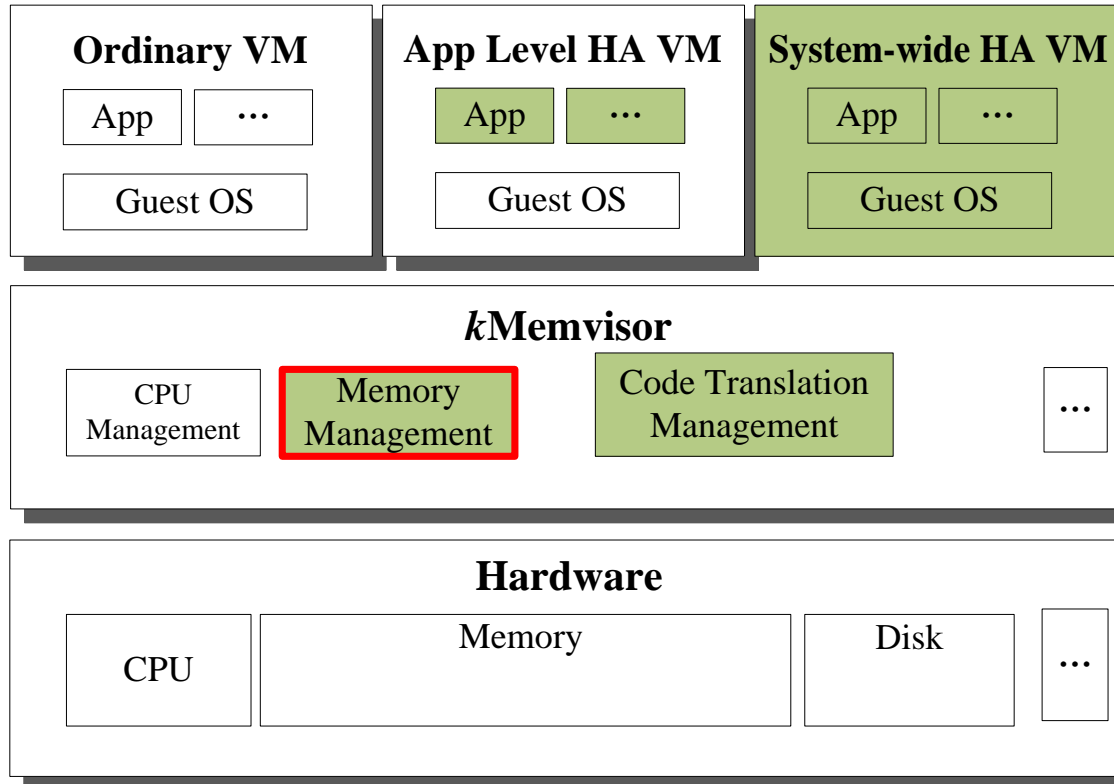 Ordinary VM
App
...
Guest OS
App Level HA VM
App
...
Guest OS
System-wide HA VM
App
...
Guest OS
kMemvisor
CPU
Management
Memory
Management
Code Translation
Management
...
Hardware
CPU
Memory
Disk
...